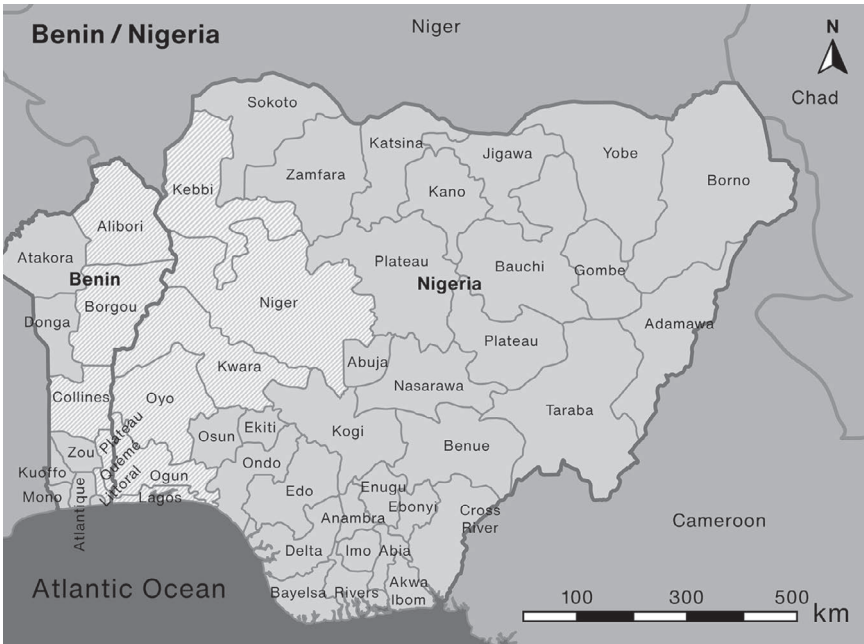 Benin / Nigeria
Niger
N
Chad
Sokoto
Katsina
Jigawa
Yobe
Borno
Kebbi
Zamfara
Kano
Alibori
Atakora
Benin
Borgou
Donga
Plateau
Nigeria
Bauchi
Gombe
Niger
Adamawa
Plateau
Abuja
Kwara
Nasarawa
Collines
Oyo
Taraba
Plateau
Osun
Ekiti
Kogi
Benue
Zou
Ouémé
Ondo
Kuoffo
Ogun
Mono
Littoral
Lagos
Atlantique
Edo
Enugu
Ebonyi
Anambra
Cross
River
Cameroon
Delta
Imo
Abia
Bayelsa
Rivers
Akwa
Ibom
Atlantic Ocean
100 300 500
km